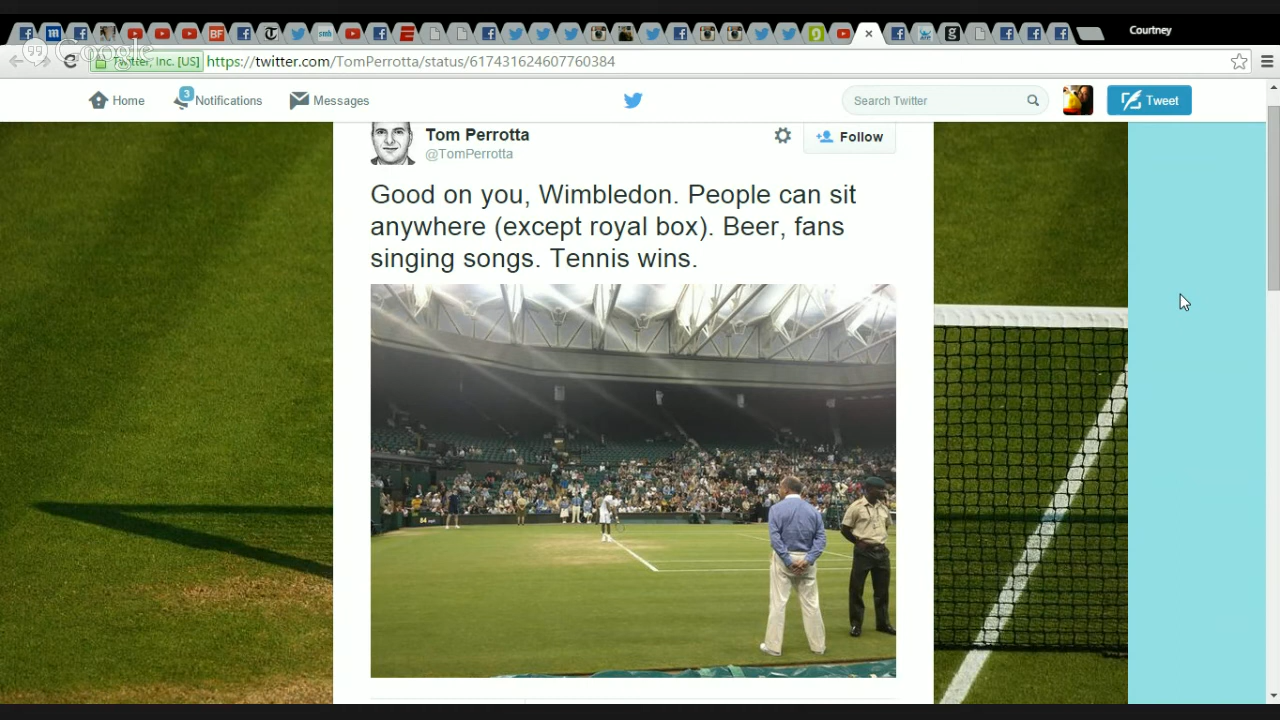 Courtney
Google
Twitter, Inc. [US] https://twitter.com/TomPerrotta/status/617431624607760384
3
Home Notifications Messages Search Twitter Tweet
Tom Perrotta
@TomPerrotta
Follow
Good on you, Wimbledon. People can sit
anywhere (except royal box). Beer, fans
singing songs. Tennis wins.